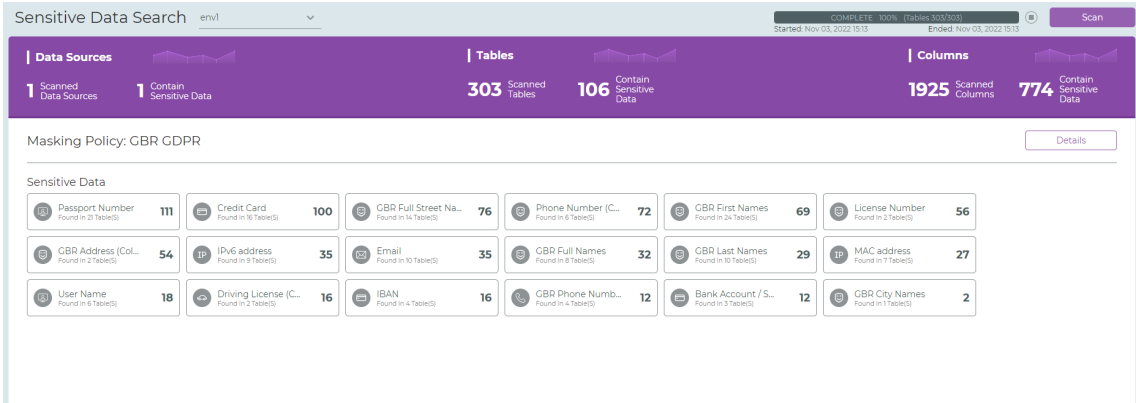 Sensitive Data Search env1
COMPLETE 100% (Tables 303/303)
Scan
Started: Nov 03, 2022 15:13 Ended: Nov 03, 2022 15:13
Data Sources
1 Scanned Data Sources
1 Contain Sensitive Data
Tables
303 Scanned Tables
106 Contain Sensitive Data
Columns
1925 Scanned Columns
774 Contain Sensitive Data
Masking Policy: GBR GDPR
Details
Sensitive Data
Passport Number 111
Found In 21 Table(S)
Credit Card 100
Found In 16 Table(S)
GBR Full Street Na... 76
Found In 14 Table(S)
Phone Number (C... 72
Found In 6 Table(S)
GBR First Names 69
Found In 24 Table(S)
License Number 56
Found In 2 Table(S)
GBR Address (Col... 54
Found In 2 Table(S)
IP
IPv6 address 35
Found In 9 Table(S)
Email 35
Found In 10 Table(S)
GBR Full Names 32
Found In 8 Table(S)
GBR Last Names 29
Found In 10 Table(S)
IP
MAC address 27
Found In 7 Table(S)
User Name 18
Found In 6 Table(S)
Driving License (C... 16
Found In 2 Table(S)
IBAN 16
Found In 4 Table(S)
GBR Phone Numb... 12
Found In 4 Table(S)
Bank Account / S... 12
Found In 3 Table(S)
GBR City Names 2
Found In 1 Table(S)